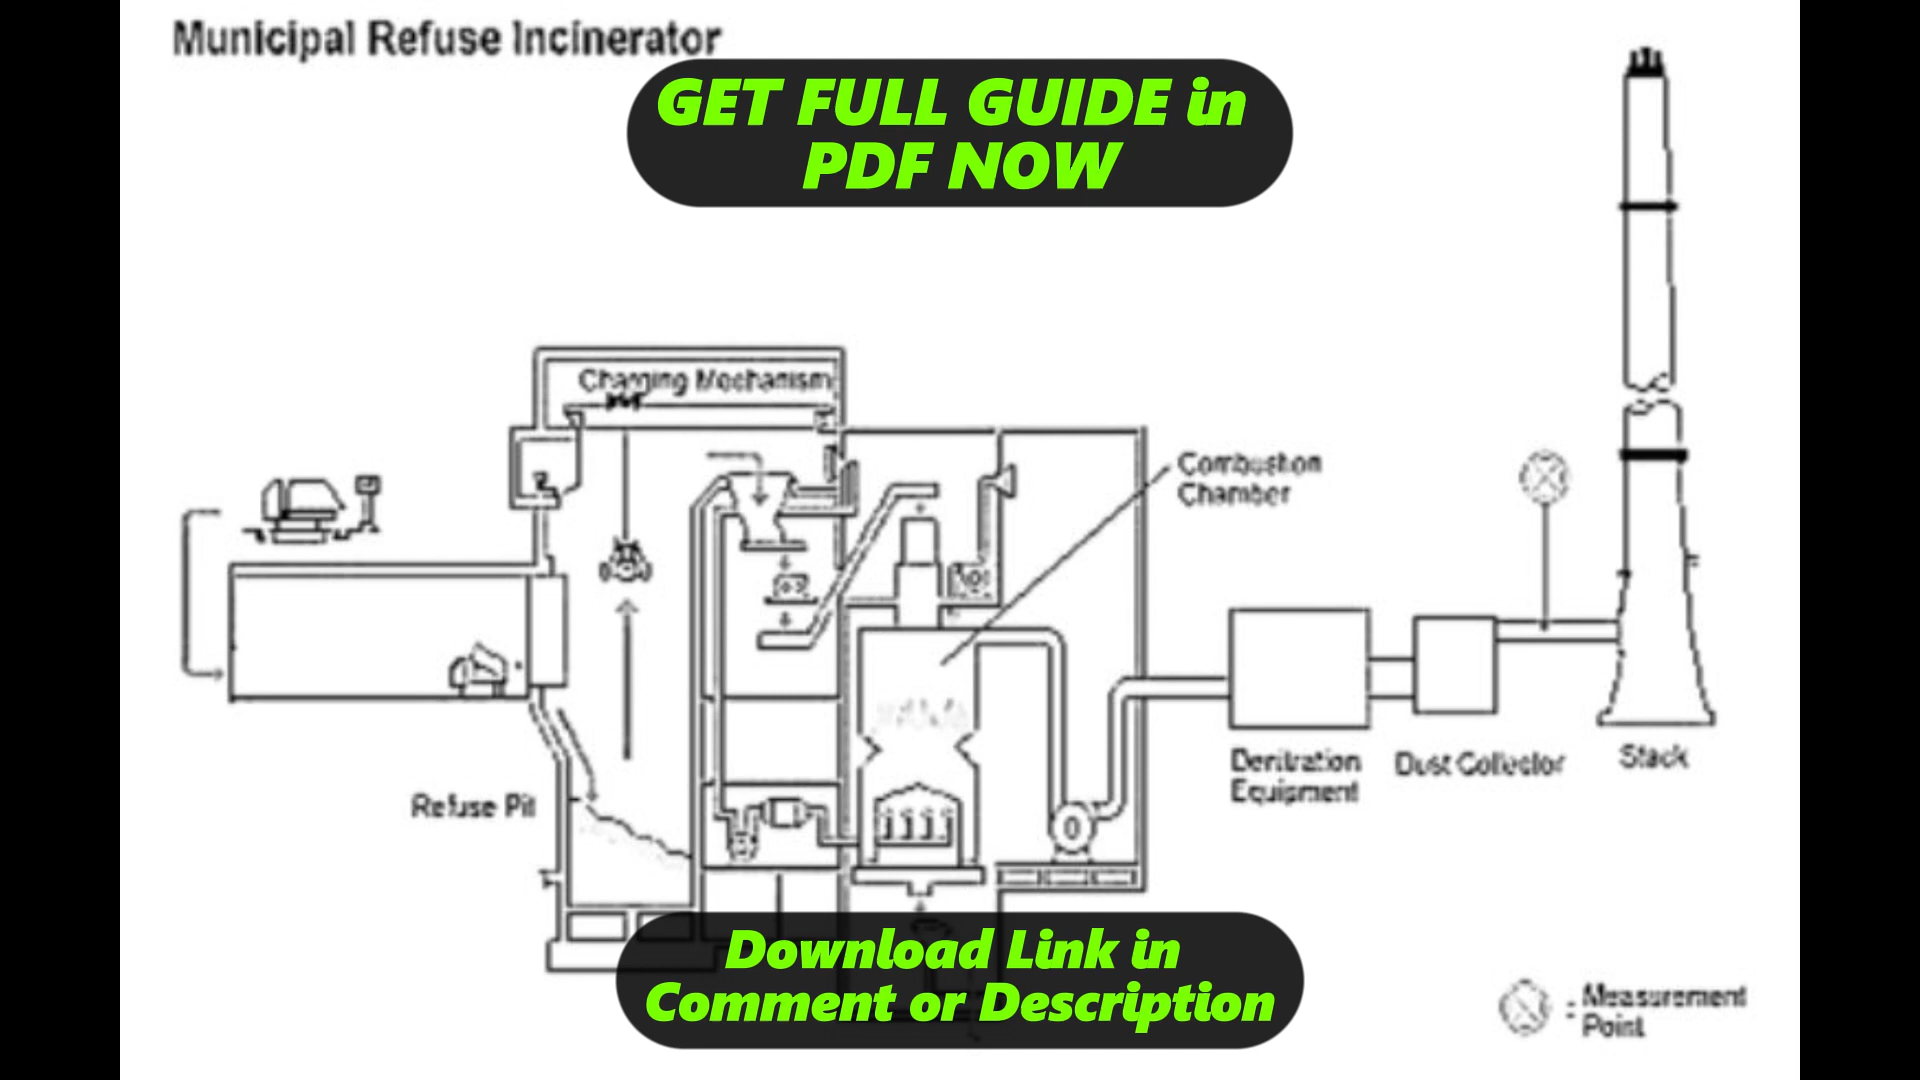 Municipal Refuse Incinerator
GET FULL GUIDE in
PDF NOW
Charging Mechanism
Combustion
Chamber
Refuse Pit
Denitration
Equipment
Dust Collector
Stack
Download Link in
Comment or Description
: Measurement
Point